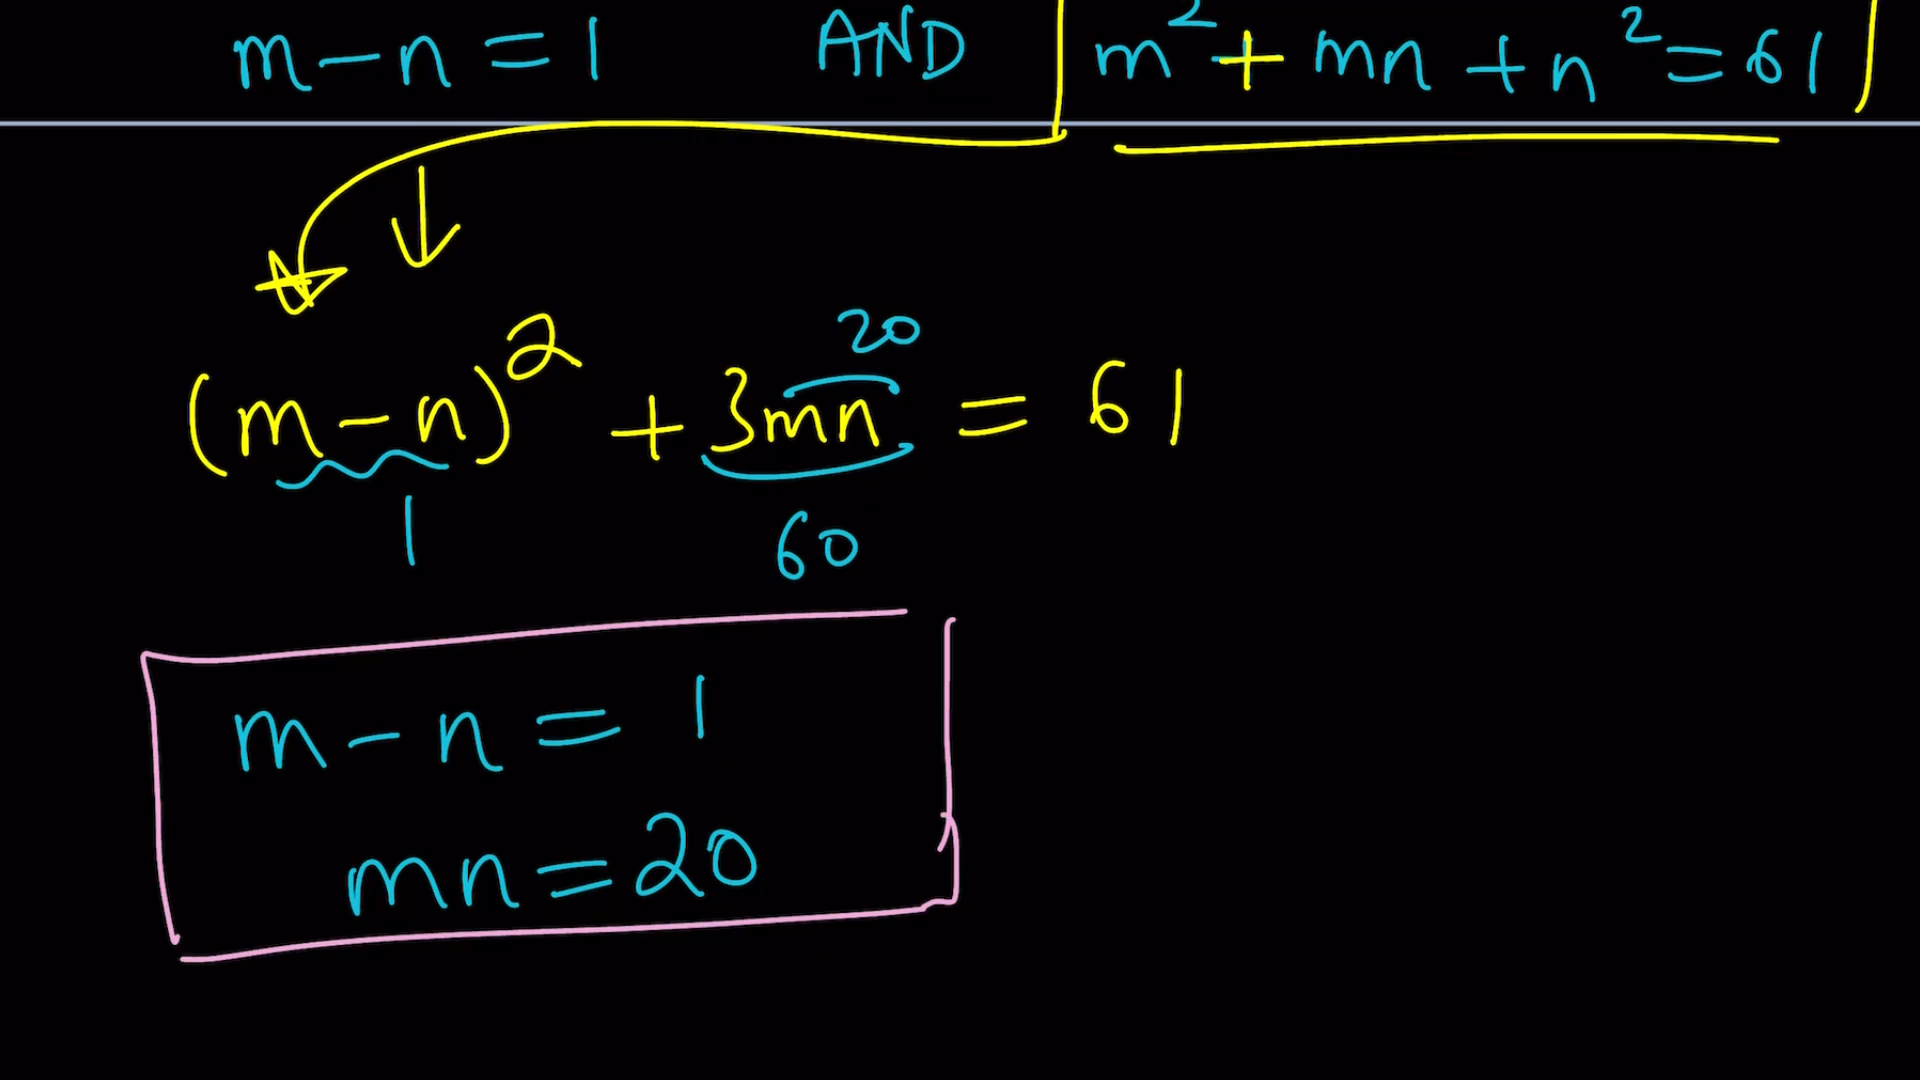 m - n = 1 AND m² + mn + n² = 61
20
(m - n)² + 3mn = 61
1 60
m - n = 1
mn = 20